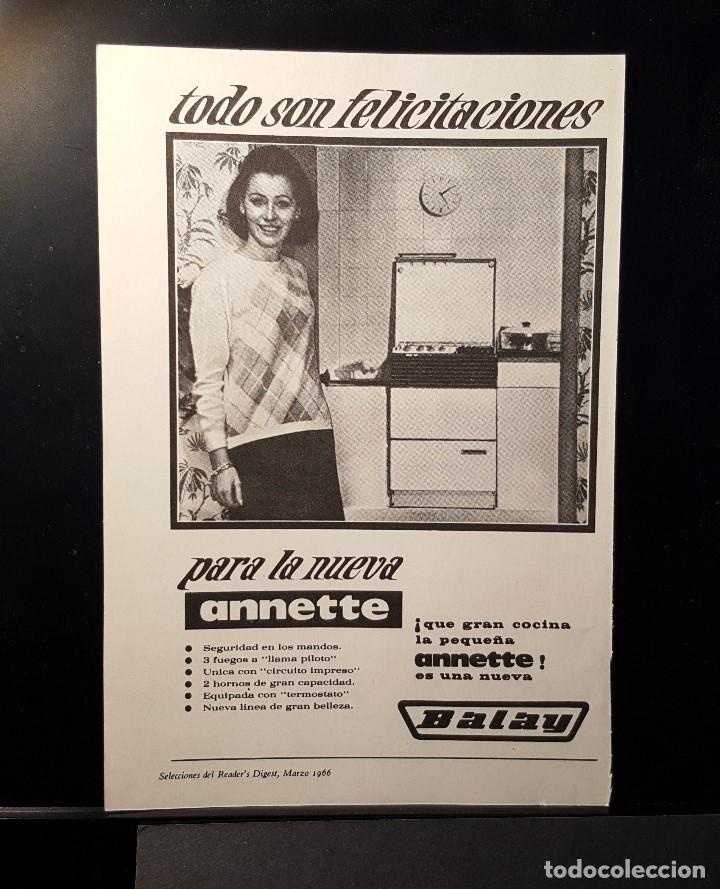 todo son felicitaciones
para la nueva
annette
● Seguridad en los mandos.
● 3 fuegos a "llama piloto"
● Unica con "circuito impreso"
● 2 hornos de gran capacidad.
● Equipada con "termostato"
● Nueva línea de gran belleza.
¡que gran cocina
la pequeña
annette!
es una nueva
Balay
Selecciones del Reader's Digest, Marzo 1966
todocoleccion